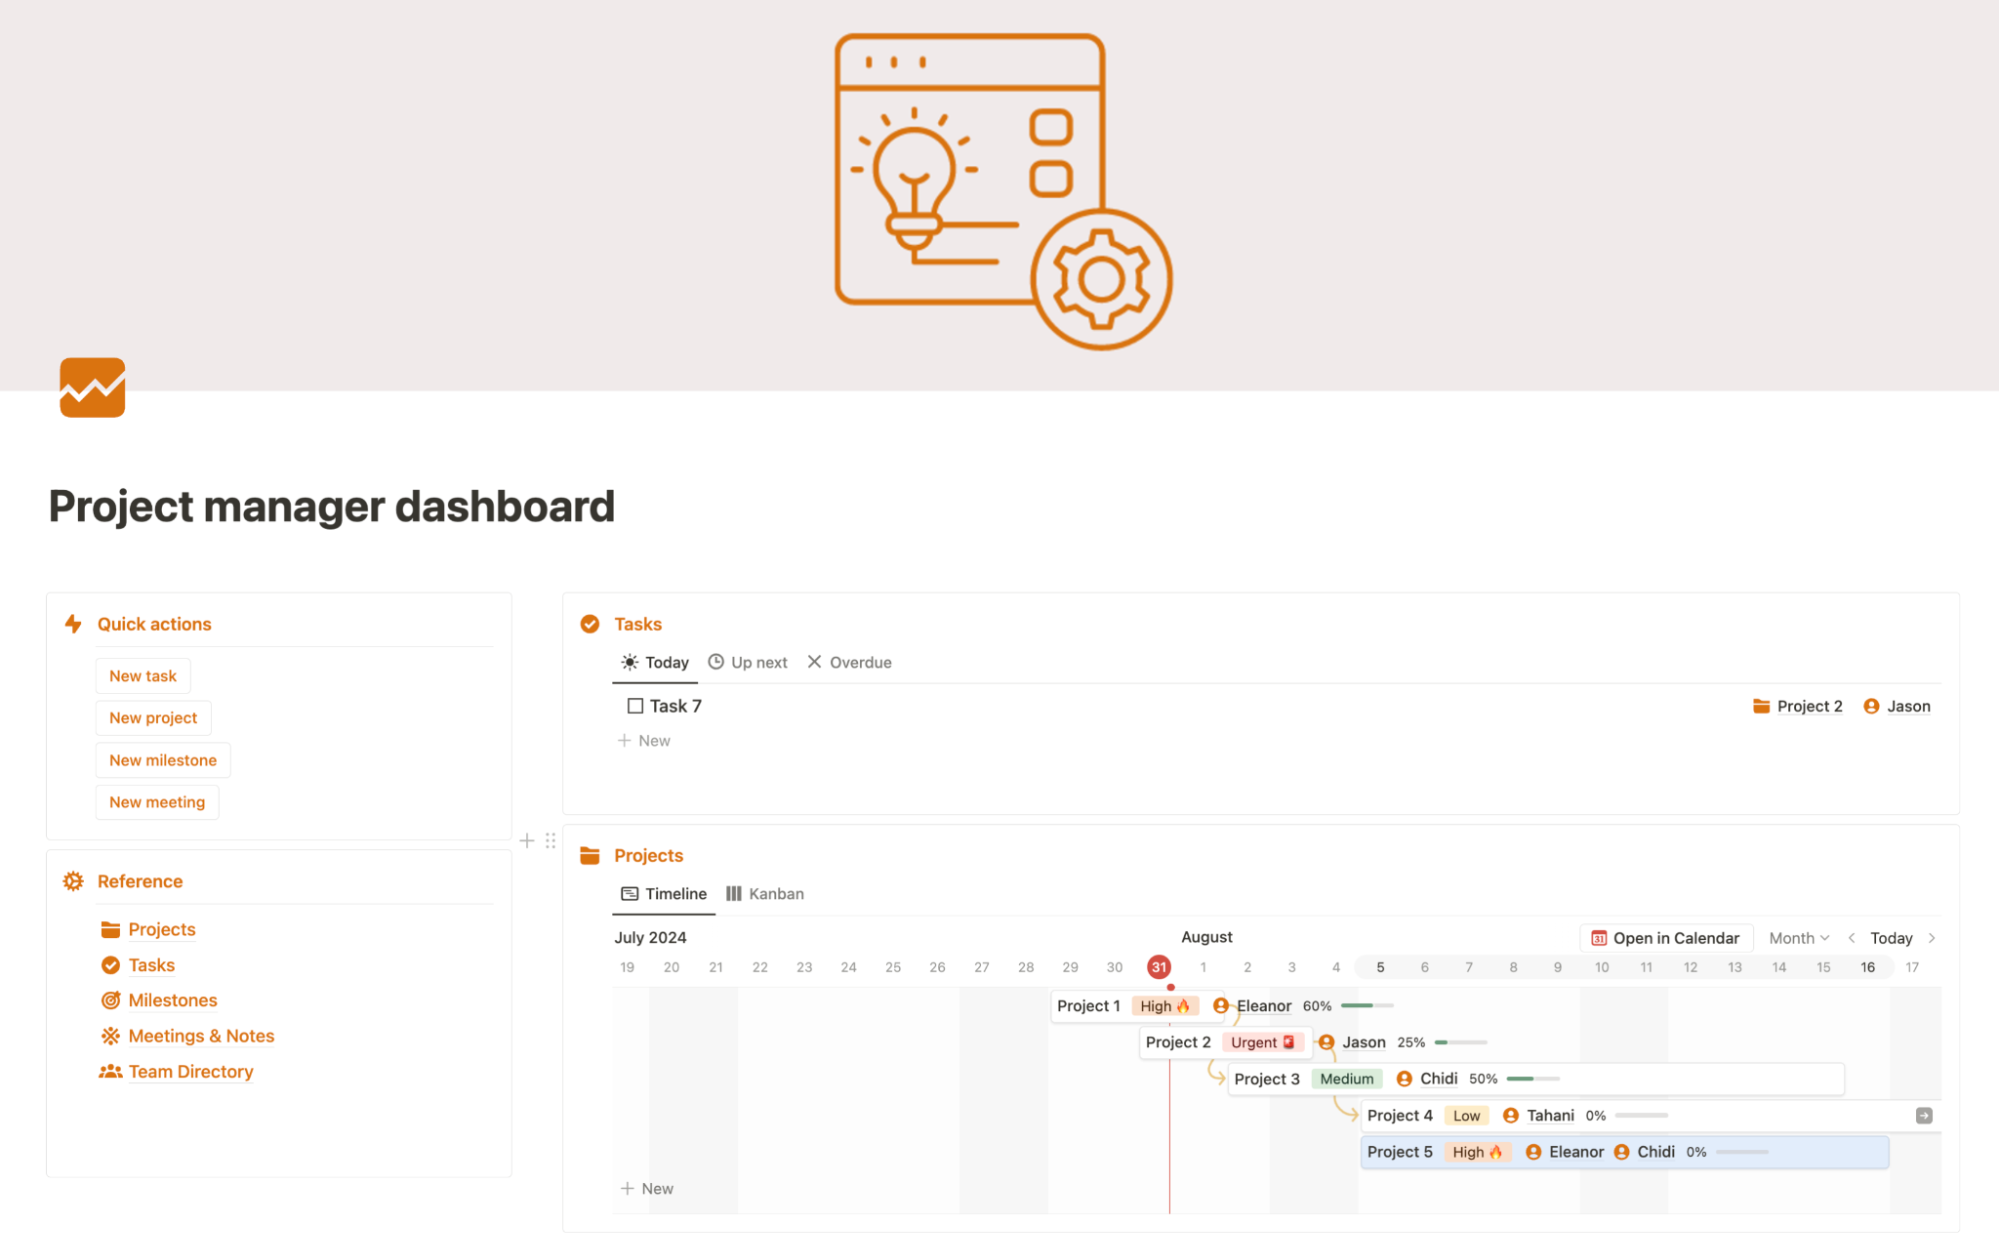 Project manager dashboard
Quick actions
New task
New project
New milestone
New meeting
Reference
Projects
Tasks
Milestones
Meetings & Notes
Team Directory
Tasks
Today Up next Overdue
Task 7 Project 2 Jason
New
Projects
Timeline Kanban
July 2024 August 31 Open in Calendar Month Today
19 20 21 22 23 24 25 26 27 28 29 30 31 1 2 3 4 5 6 7 8 9 10 11 12 13 14 15 16 17
Project 1 High 🔥 Eleanor 60%
Project 2 Urgent 🚨 Jason 25%
Project 3 Medium Chidi 50%
Project 4 Low Tahani 0%
Project 5 High 🔥 Eleanor Chidi 0%
New